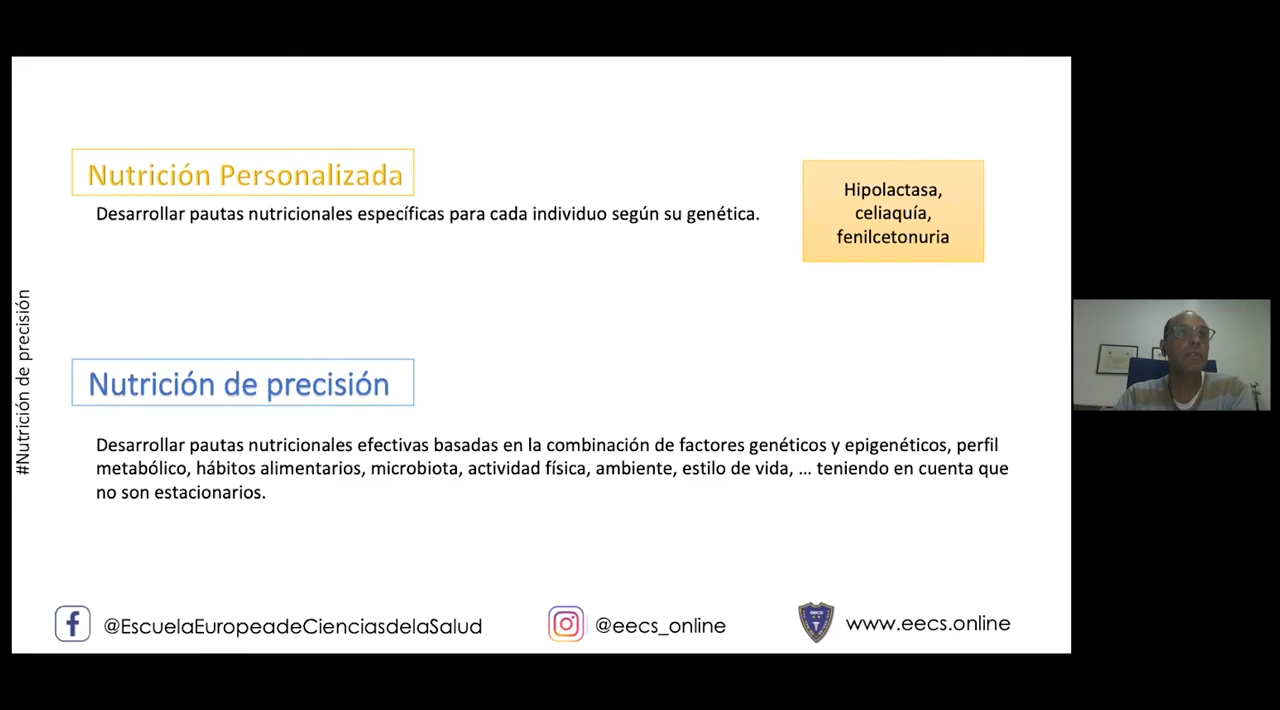 Nutrición Personalizada
Desarrollar pautas nutricionales específicas para cada individuo según su genética.
Hipolactasa,
celiaquía,
fenilcetonuria
#Nutrición de precisión
Nutrición de precisión
Desarrollar pautas nutricionales efectivas basadas en la combinación de factores genéticos y epigenéticos, perfil
metabólico, hábitos alimentarios, microbiota, actividad física, ambiente, estilo de vida, ... teniendo en cuenta que
no son estacionarios.
@EscuelaEuropeadeCienciasdelaSalud
@eecs_online
www.eecs.online